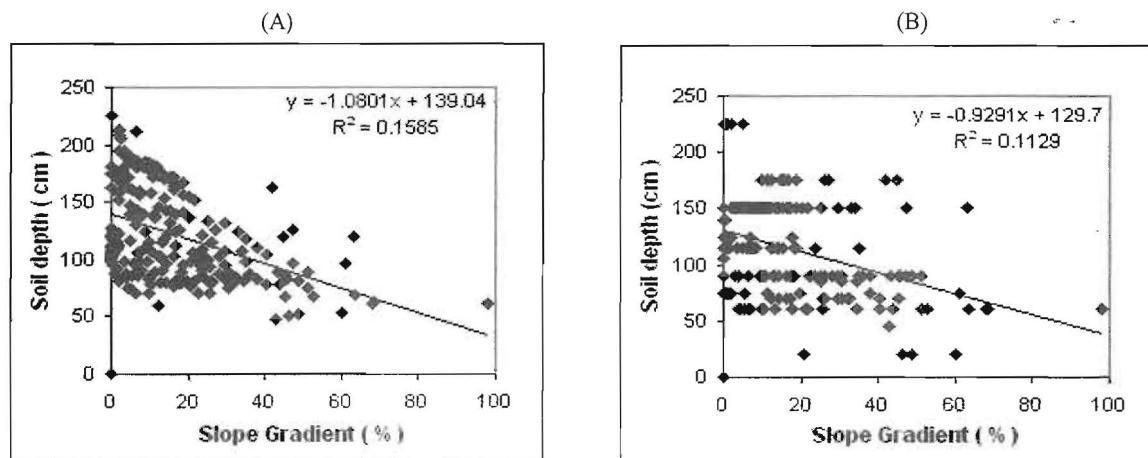 (A)
y = -1.0801x + 139.04
R² = 0.1585
250
200
150
100
50
0
Soil depth ( cm )
0 20 40 60 80 100
Slope Gradient ( % )
(B)
y = -0.9291x + 129.7
R² = 0.1129
250
200
150
100
50
0
Soil depth (cm)
0 20 40 60 80 100
Slope Gradient ( % )